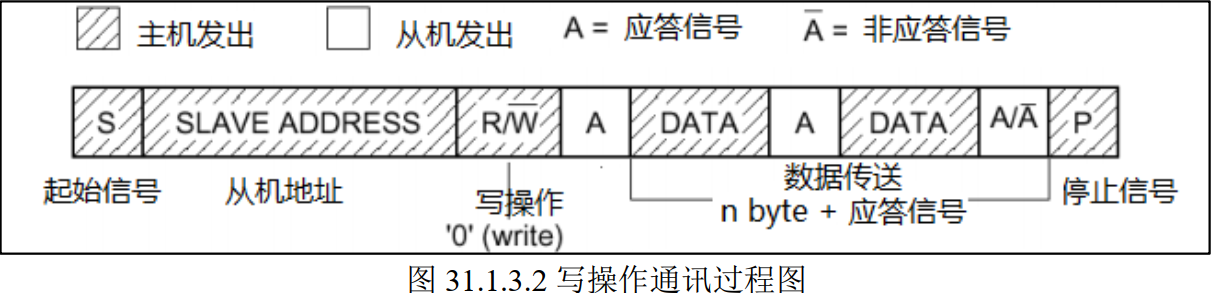 主机发出 从机发出 A = 应答信号 A̅ = 非应答信号
S SLAVE ADDRESS R/W̅ A DATA A DATA A/A̅ P
起始信号 从机地址 写操作 '0' (write) 数据传送 n byte + 应答信号 停止信号
图 31.1.3.2 写操作通讯过程图